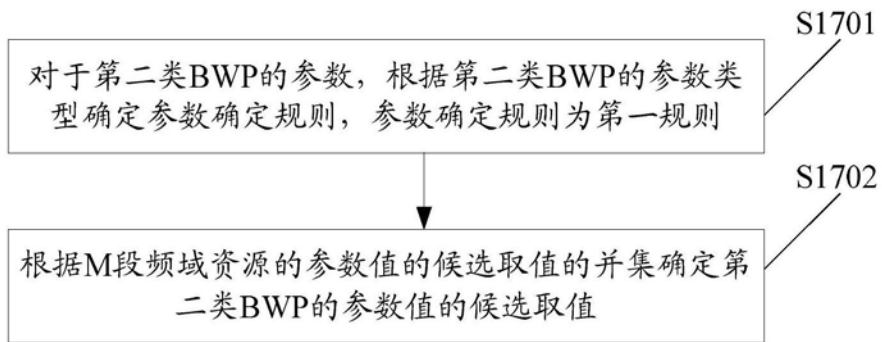 S1701
对于第二类BWP的参数，根据第二类BWP的参数类
型确定参数确定规则，参数确定规则为第一规则
S1702
根据M段频域资源的参数值的候选取值的并集确定第
二类BWP的参数值的候选取值